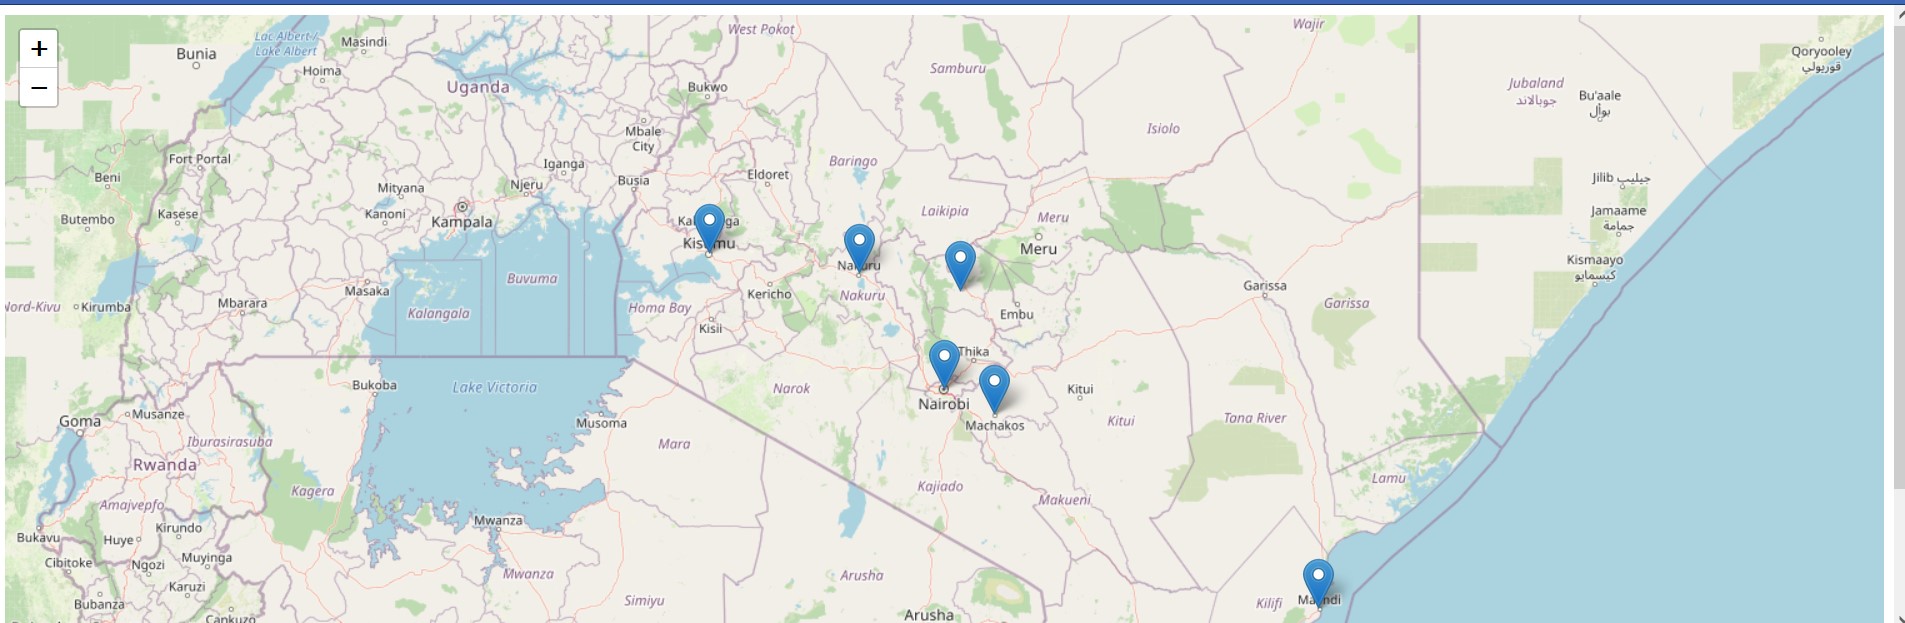 +
−
Bunia
Lac Albert /
Lake Albert
Masindi
Hoima
Uganda
West Pokot
Bukwo
Samburu
Wajir
Qoryooley
قوريولي
Jubaland
جوبالاند
Bu'aale
بوأل
Mbale
City
Isiolo
Fort Portal
Iganga
Baringo
Beni
Mityana
Njeru
Busia
Eldoret
Jilib جيليب
Butembo
Kasese
Kanoni
Kampala
Laikipia
Meru
Jamaame
جمامة
Meru
Kismaayo
كيسمايو
Nord-Kivu
Kirumba
Mbarara
Masaka
Buvuma
Kalangala
Homa Bay
Kericho
Nakuru
Garissa
Garissa
Kisii
Embu
Thika
Bukoba
Lake Victoria
Narok
Nairobi
Kitui
Goma
Musanze
Musoma
Machakos
Kitui
Tana River
Iburasirasuba
Mara
Rwanda
Kagera
Kajiado
Makueni
Lamu
Amajyepfo
Mwanza
Bukavu
Huye
Kirundo
Cibitoke
Ngozi
Muyinga
Mwanza
Arusha
Karuzi
Bubanza
Simiyu
Kilifi
Arusha
Cankuzo